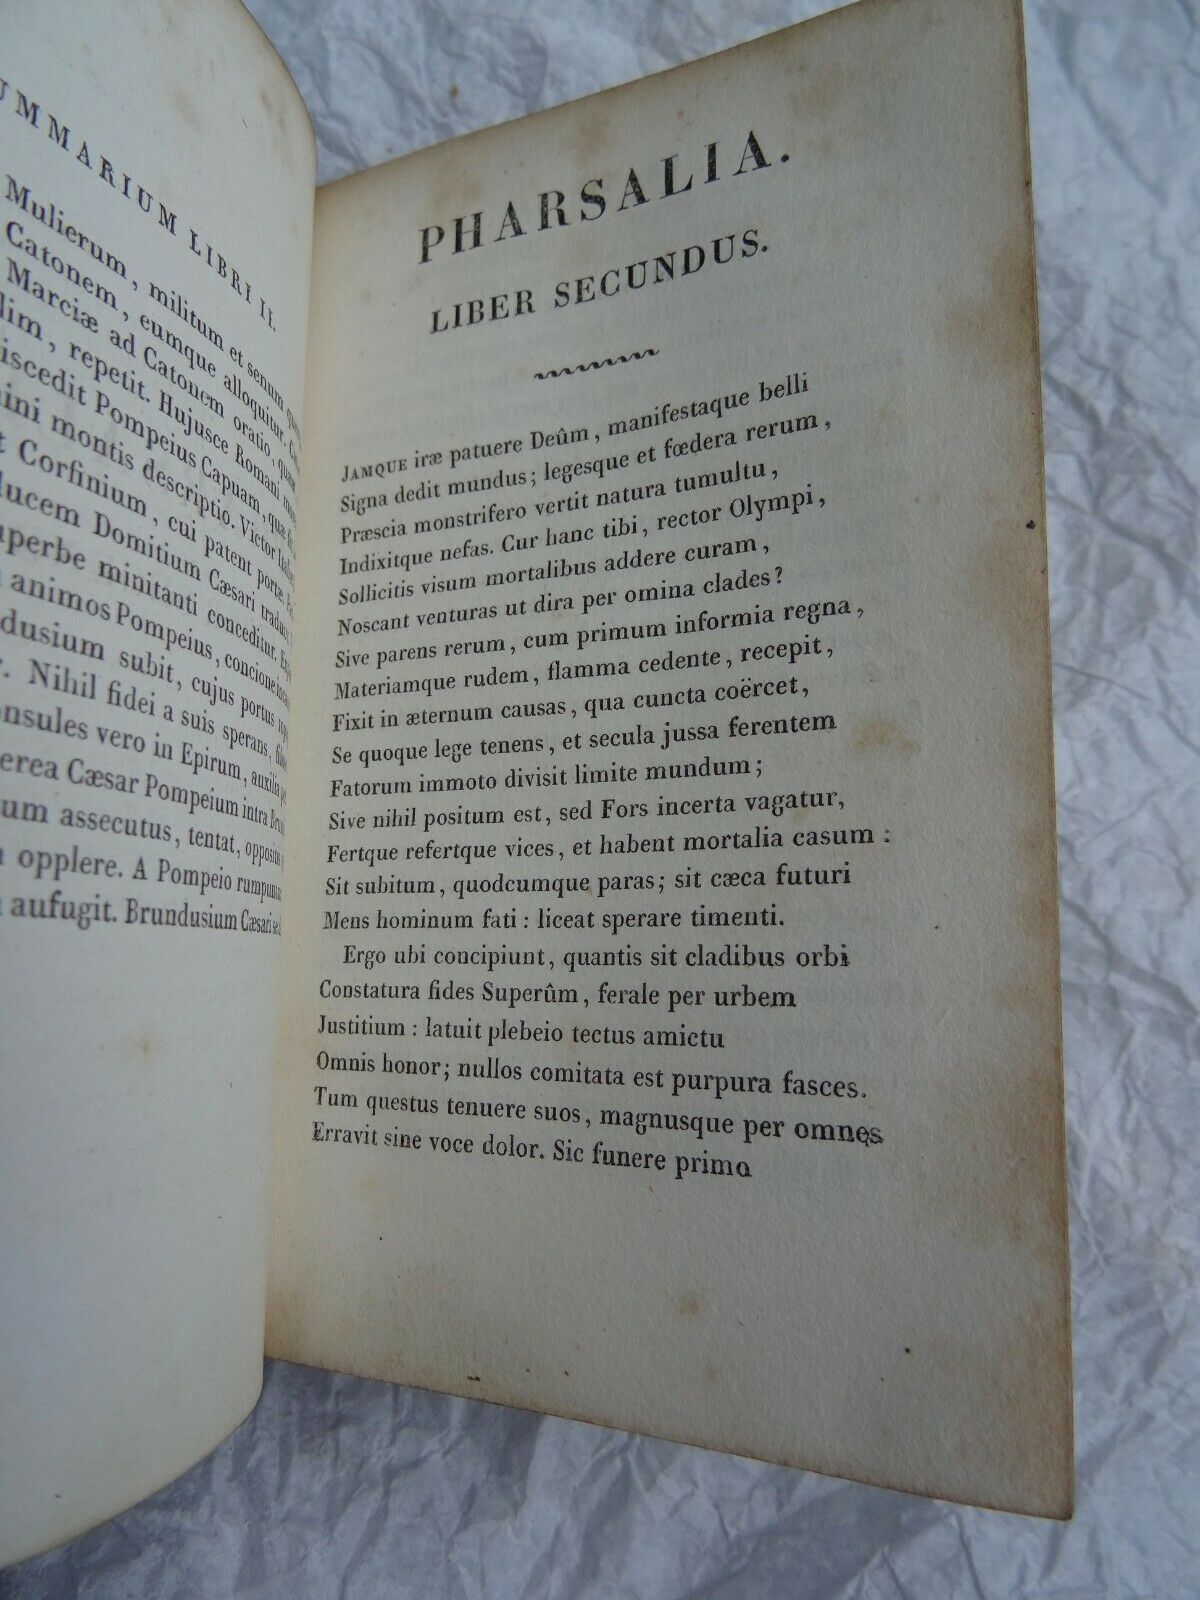 SUMMARIUM LIBRI II.
Mulierum, militum et senum
Catonem, eumque alloquitur.
Marciæ ad Catonem oratio,
repetit. Hujusce Romani
Pompeius Capuam, quæ
montis descriptio. Victor
Corfinium, cui patent portæ
Domitium Cæsari
minitanti conceditur.
animos Pompeius, concione
subit, cujus portus
Nihil fidei a suis sperans,
vero in Epirum, auxilia
Cæsar Pompeium intra
assecutus, tentat,
opplere. A Pompeio
aufugit. Brundusium Cæsari
PHARSALIA.
LIBER SECUNDUS.
JAMQUE iræ patuere Deûm, manifestaque belli
Signa dedit mundus; legesque et fœdera rerum,
Præscia monstrifero vertit natura tumultu,
Indixitque nefas. Cur hanc tibi, rector Olympi,
Sollicitis visum mortalibus addere curam,
Noscant venturas ut dira per omina clades?
Sive parens rerum, cum primum informia regna,
Materiamque rudem, flamma cedente, recepit,
Fixit in æternum causas, qua cuncta coërcet,
Se quoque lege tenens, et secula jussa ferentem
Fatorum immoto divisit limite mundum;
Sive nihil positum est, sed Fors incerta vagatur,
Fertque refertque vices, et habent mortalia casum:
Sit subitum, quodcumque paras; sit cæca futuri
Mens hominum fati: liceat sperare timenti.
Ergo ubi concipiunt, quantis sit cladibus orbi
Constatura fides Superûm, ferale per urbem
Justitium: latuit plebeio tectus amictu
Omnis honor; nullos comitata est purpura fasces.
Tum questus tenuere suos, magnusque per omnes
Erravit sine voce dolor. Sic funere primo